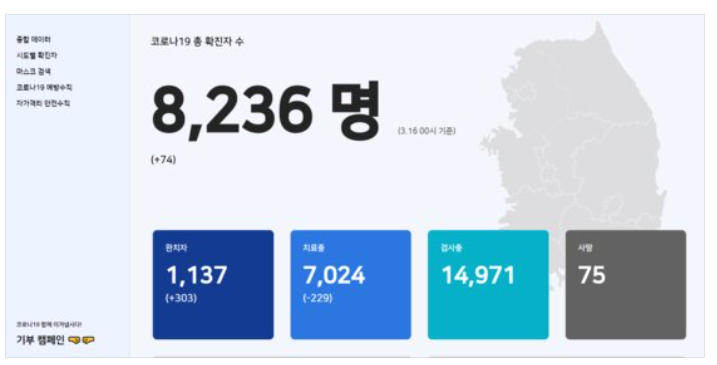 종합 데이터
시도별 확진자
마스크 검색
코로나19 예방수칙
자가격리 안전수칙
코로나19 함께 이겨냅시다!
기부 캠페인
코로나19 총 확진자 수
8,236 명
(3.16 00시 기준)
(+74)
완치자
1,137
(+303)
치료중
7,024
(-229)
검사중
14,971
사망
75